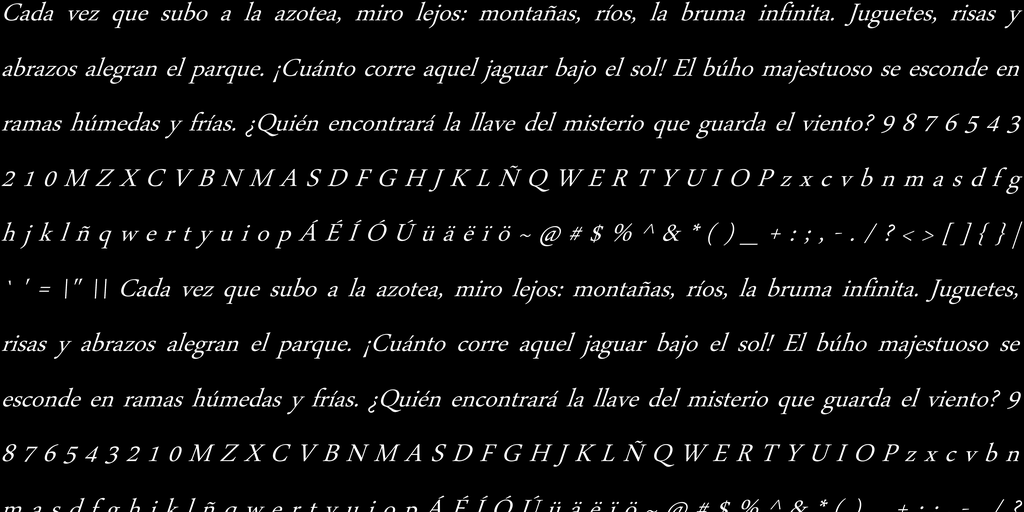 Cada vez que subo a la azotea, miro lejos: montañas, ríos, la bruma infinita. Juguetes, risas y
abrazos alegran el parque. ¡Cuánto corre aquel jaguar bajo el sol! El búho majestuoso se esconde en
ramas húmedas y frías. ¿Quién encontrará la llave del misterio que guarda el viento? 9 8 7 6 5 4 3
2 1 0 M Z X C V B N M A S D F G H J K L Ñ Q W E R T Y U I O P z x c v b n m a s d f g
h j k l ñ q w e r t y u i o p Á É Í Ó Ú ü ä ë ï ö ~ @ # $ % ^ & * ( ) _ + : ; , - . / ? < > [ ] { } |
` ' = \" || Cada vez que subo a la azotea, miro lejos: montañas, ríos, la bruma infinita. Juguetes,
risas y abrazos alegran el parque. ¡Cuánto corre aquel jaguar bajo el sol! El búho majestuoso se
esconde en ramas húmedas y frías. ¿Quién encontrará la llave del misterio que guarda el viento? 9
8 7 6 5 4 3 2 1 0 M Z X C V B N M A S D F G H J K L Ñ Q W E R T Y U I O P z x c v b n
m a s d f g h j k l ñ q w e r t y u i o p Á É Í Ó Ú ü ä ë ï ö ~ @ # $ % ^ & * ( ) _ + : ; , - . / ?